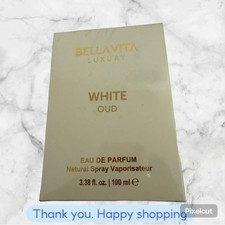 BELLAVITA
LUXURY
WHITE
OUD
EAU DE PARFUM
Natural Spray Vaporisateur
3.38 fl. oz. | 100 ml ℮
Pixelcut
Thank you. Happy shopping